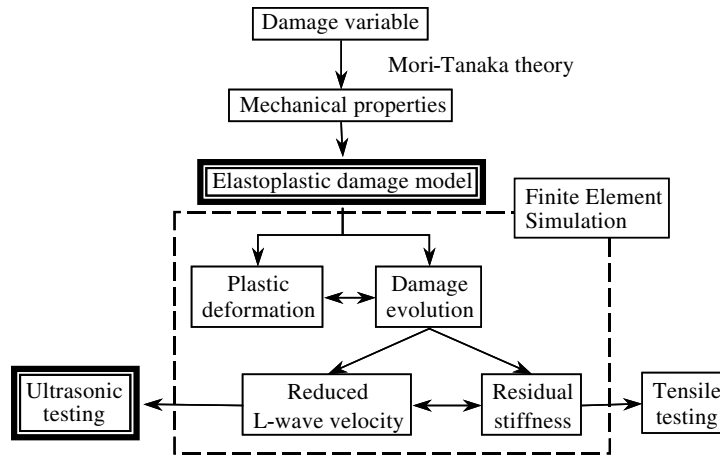 Damage variable
Mori-Tanaka theory
Mechanical properties
Elastoplastic damage model
Finite Element
Simulation
Plastic
deformation
Damage
evolution
Ultrasonic
testing
Reduced
L-wave velocity
Residual
stiffness
Tensile
testing